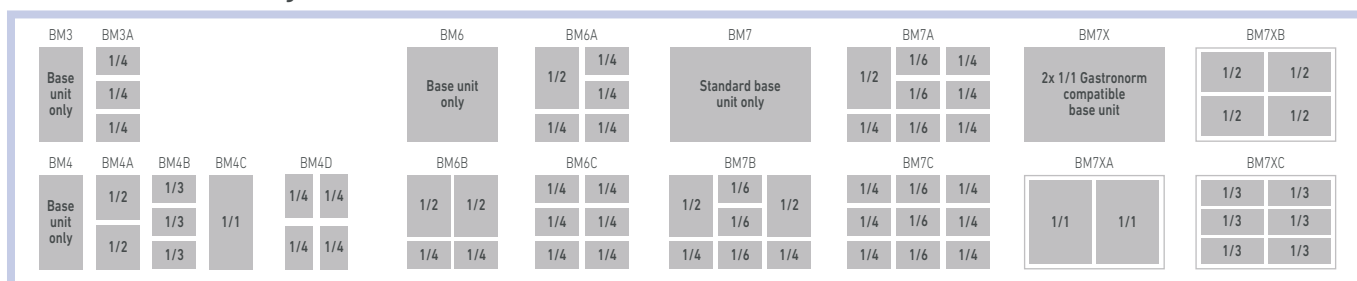 BM3 BM3A BM6 BM6A BM7 BM7A BM7X BM7XB
Base
unit
only
1/4
1/4
1/4
Base unit
only
1/2 1/4
1/4
1/4 1/4
Standard base
unit only
1/2 1/6 1/4
1/6 1/4
1/4 1/6 1/4
2x 1/1 Gastronorm
compatible
base unit
1/2 1/2
1/2 1/2
BM4 BM4A BM4B BM4C BM4D BM6B BM6C BM7B BM7C BM7XA BM7XC
Base
unit
only
1/2
1/2
1/3
1/3
1/3
1/1
1/4 1/4
1/4 1/4
1/2 1/2
1/4 1/4
1/4 1/4
1/4 1/4
1/4 1/4
1/2 1/6 1/2
1/6
1/4 1/6 1/4
1/4 1/6 1/4
1/4 1/6 1/4
1/4 1/6 1/4
1/1 1/1
1/3 1/3
1/3 1/3
1/3 1/3